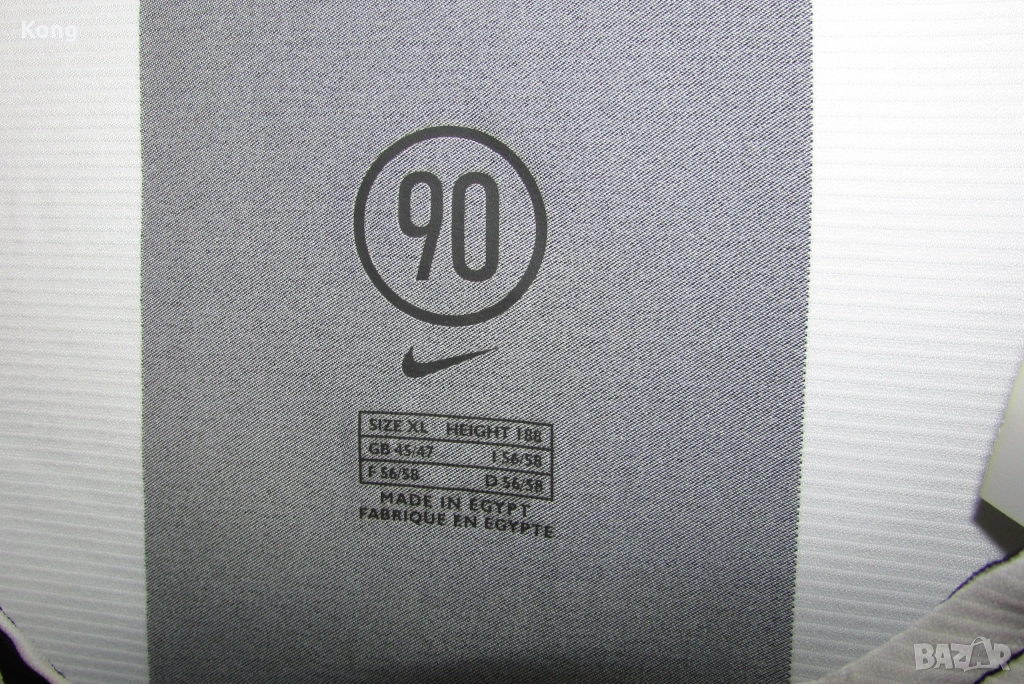 Kong
90
SIZE XL HEIGHT 188
GB 45/47 I 56/58
F 56/58 D 56/58
MADE IN EGYPT
FABRIQUE EN EGYPTE
BAZAR